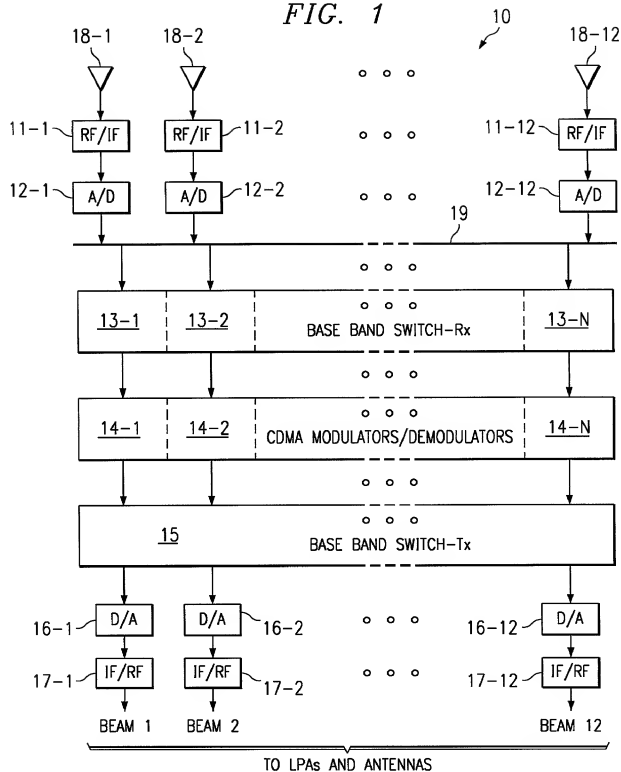 FIG. 1
10
18-1 18-2 18-12
11-1 RF/IF RF/IF 11-2 11-12 RF/IF
12-1 A/D A/D 12-2 12-12 A/D
19
13-1 13-2 BASE BAND SWITCH-Rx 13-N
14-1 14-2 CDMA MODULATORS/DEMODULATORS 14-N
15 BASE BAND SWITCH-Tx
16-1 D/A D/A 16-2 16-12 D/A
17-1 IF/RF IF/RF 17-2 17-12 IF/RF
BEAM 1 BEAM 2 BEAM 12
TO LPAs AND ANTENNAS